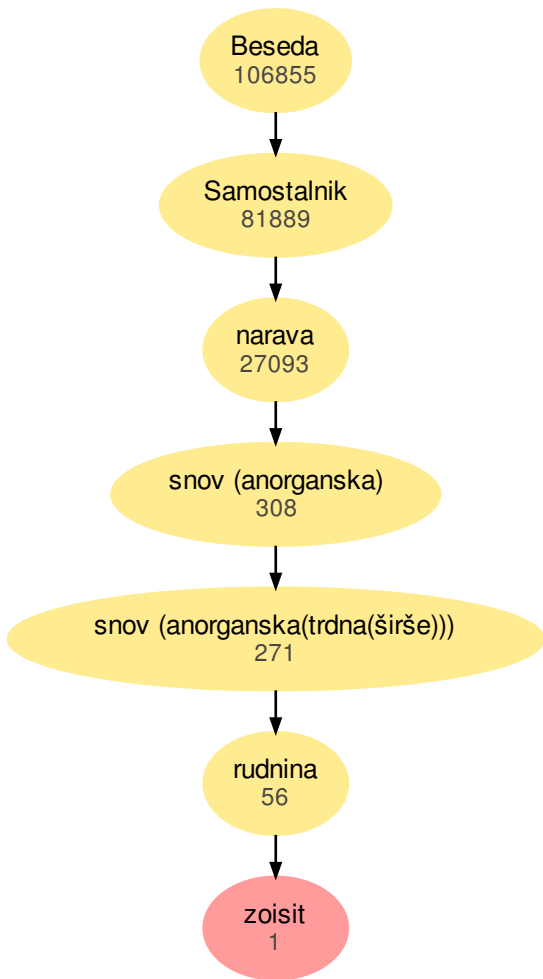 Beseda
106855
Samostalnik
81889
narava
27093
snov (anorganska)
308
snov (anorganska(trdna(širše)))
271
rudnina
56
zoisit
1